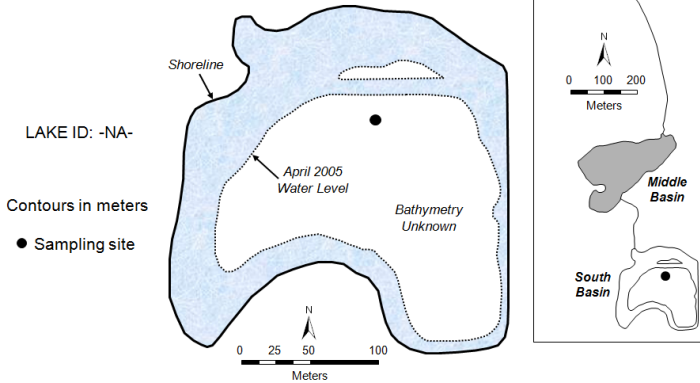 Shoreline
LAKE ID: -NA-
April 2005
Water Level
Contours in meters
Sampling site
Bathymetry
Unknown
N
0 25 50 100
Meters
N
0 100 200
Meters
Middle
Basin
South
Basin